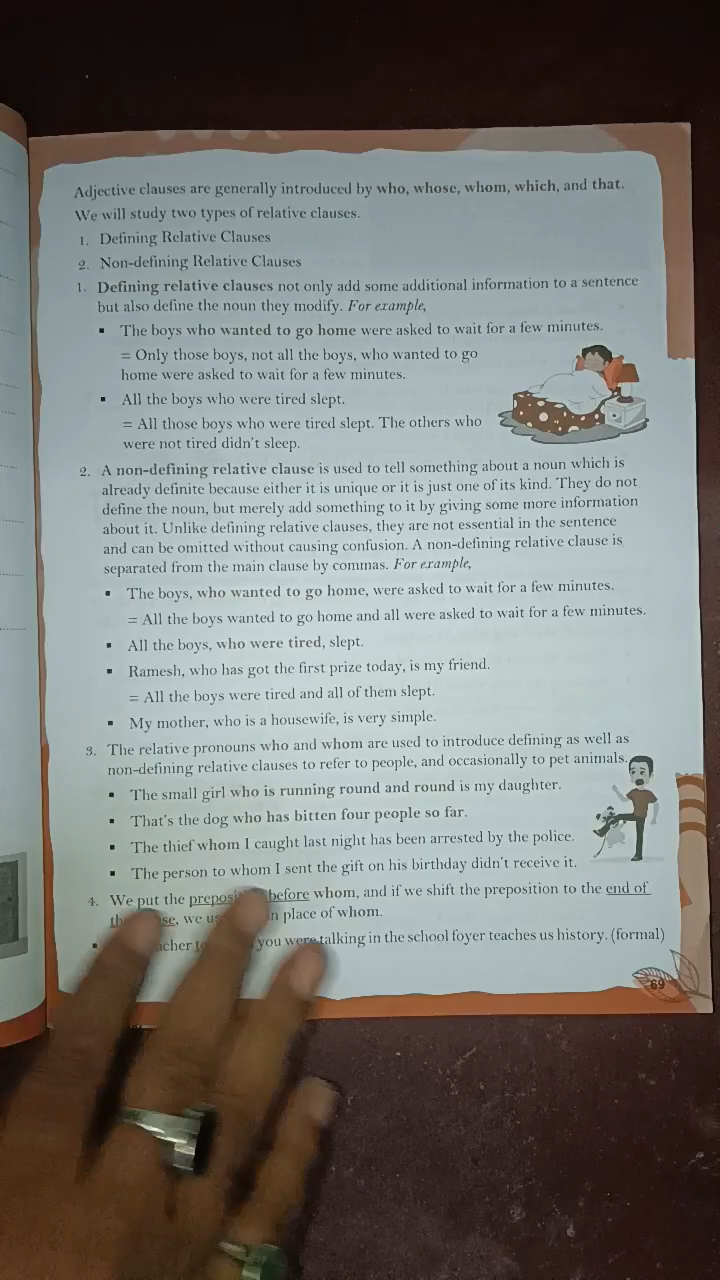 Adjective clauses are generally introduced by who, whose, whom, which, and that.
We will study two types of relative clauses.
1. Defining Relative Clauses
2. Non-defining Relative Clauses
1. Defining relative clauses not only add some additional information to a sentence
but also define the noun they modify. For example,
▪ The boys who wanted to go home were asked to wait for a few minutes.
= Only those boys, not all the boys, who wanted to go
home were asked to wait for a few minutes.
▪ All the boys who were tired slept.
= All those boys who were tired slept. The others who
were not tired didn't sleep.
2. A non-defining relative clause is used to tell something about a noun which is
already definite because either it is unique or it is just one of its kind. They do not
define the noun, but merely add something to it by giving some more information
about it. Unlike defining relative clauses, they are not essential in the sentence
and can be omitted without causing confusion. A non-defining relative clause is
separated from the main clause by commas. For example,
▪ The boys, who wanted to go home, were asked to wait for a few minutes.
= All the boys wanted to go home and all were asked to wait for a few minutes.
▪ All the boys, who were tired, slept.
▪ Ramesh, who has got the first prize today, is my friend.
= All the boys were tired and all of them slept.
▪ My mother, who is a housewife, is very simple.
3. The relative pronouns who and whom are used to introduce defining as well as
non-defining relative clauses to refer to people, and occasionally to pet animals.
▪ The small girl who is running round and round is my daughter.
▪ That's the dog who has bitten four people so far.
▪ The thief whom I caught last night has been arrested by the police.
▪ The person to whom I sent the gift on his birthday didn't receive it.
4. We put the before whom, and if we shift the preposition to the end of
we in place of whom.
▪ you were talking in the school foyer teaches us history. (formal)
69